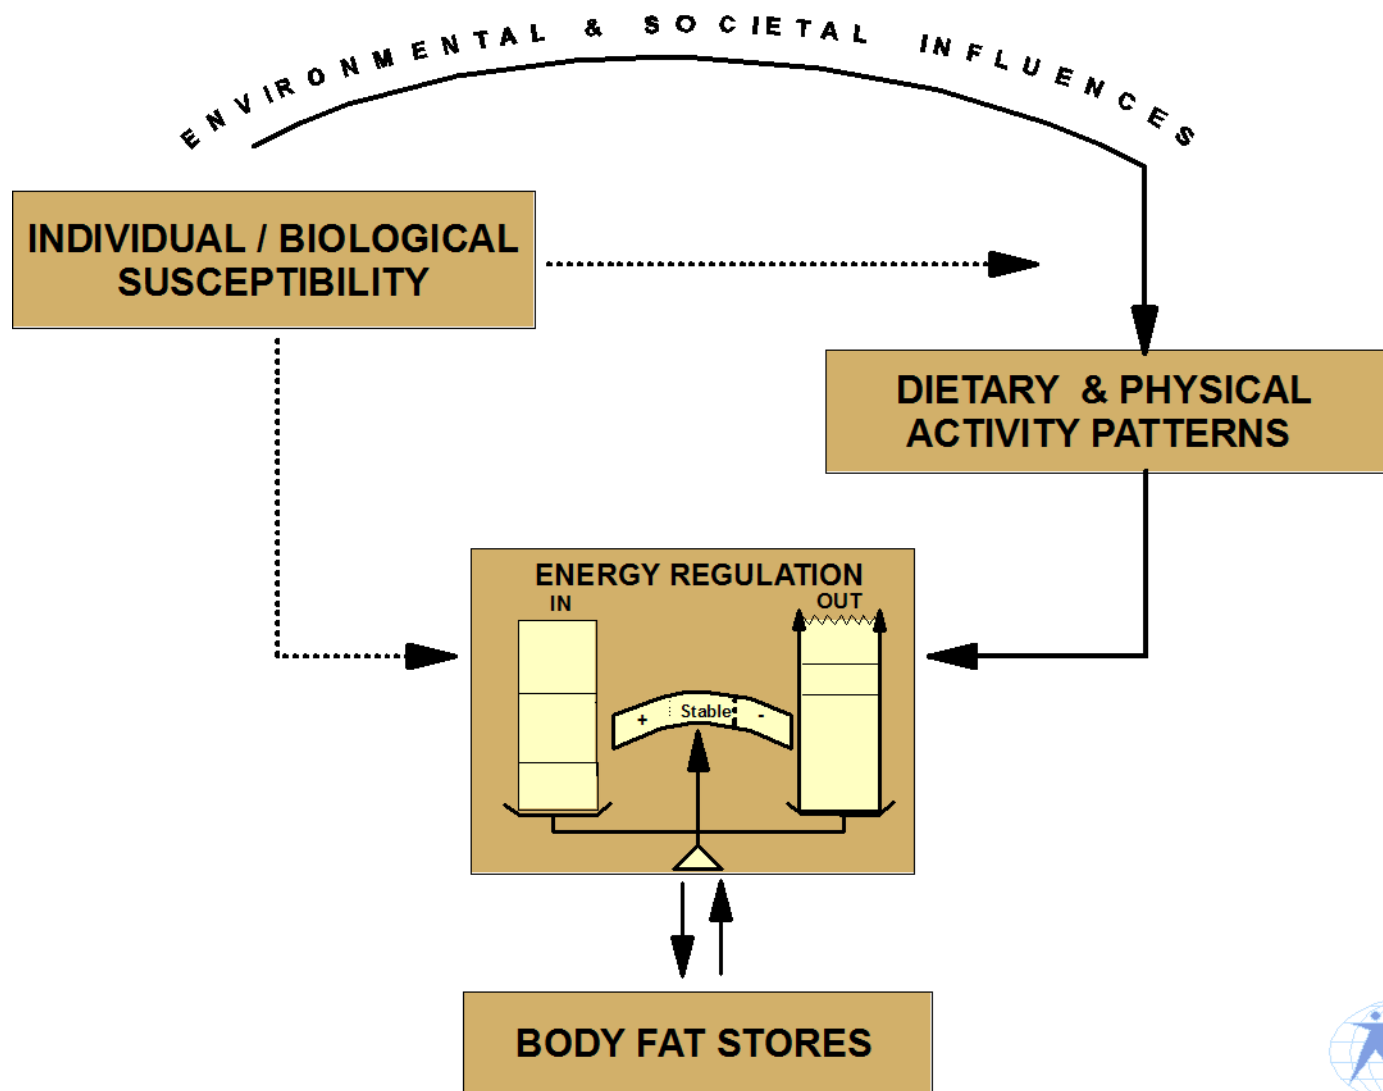 ENVIRONMENTAL & SOCIETAL INFLUENCES
INDIVIDUAL / BIOLOGICAL
SUSCEPTIBILITY
DIETARY & PHYSICAL
ACTIVITY PATTERNS
ENERGY REGULATION
IN
OUT
+
Stable
-
BODY FAT STORES